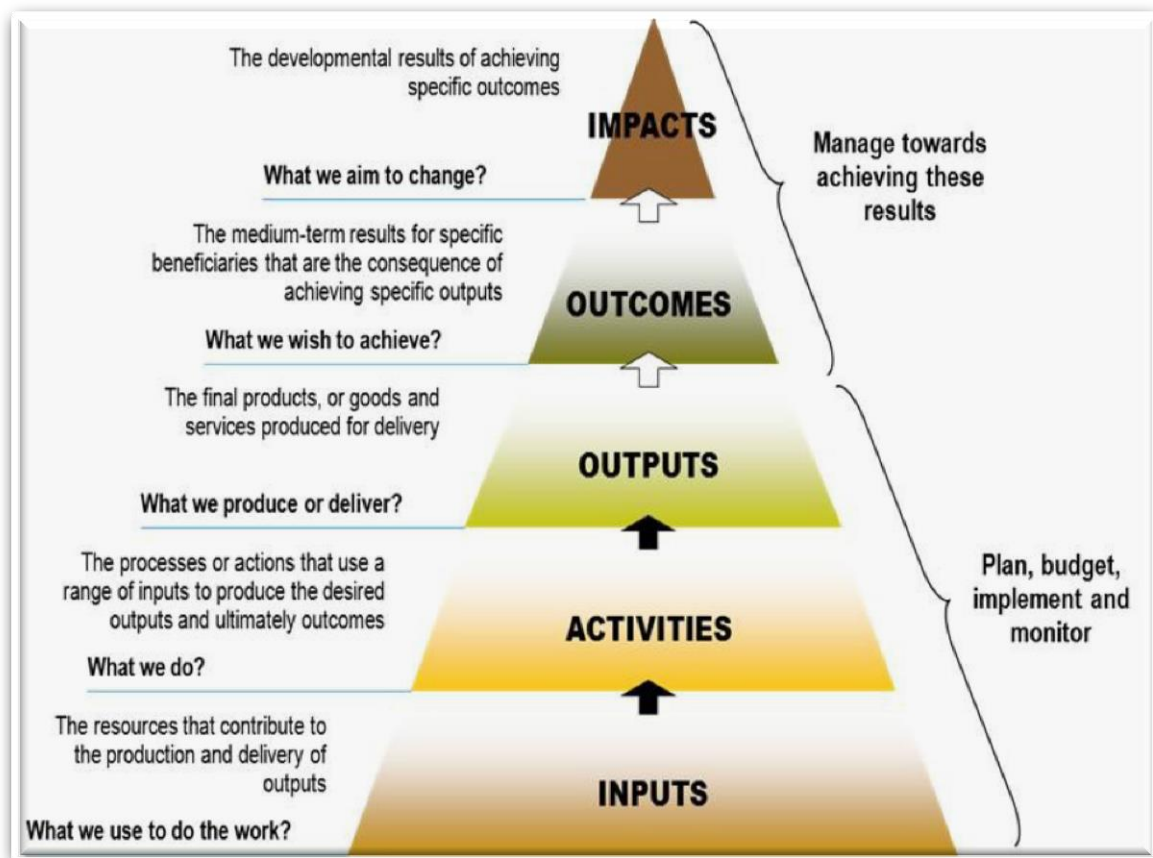 The developmental results of achieving
specific outcomes
IMPACTS
What we aim to change?
Manage towards
achieving these
results
The medium-term results for specific
beneficiaries that are the consequence of
achieving specific outputs
OUTCOMES
What we wish to achieve?
The final products, or goods and
services produced for delivery
OUTPUTS
What we produce or deliver?
The processes or actions that use a
range of inputs to produce the desired
outputs and ultimately outcomes
ACTIVITIES
What we do?
Plan, budget,
implement and
monitor
The resources that contribute to
the production and delivery of
outputs
INPUTS
What we use to do the work?